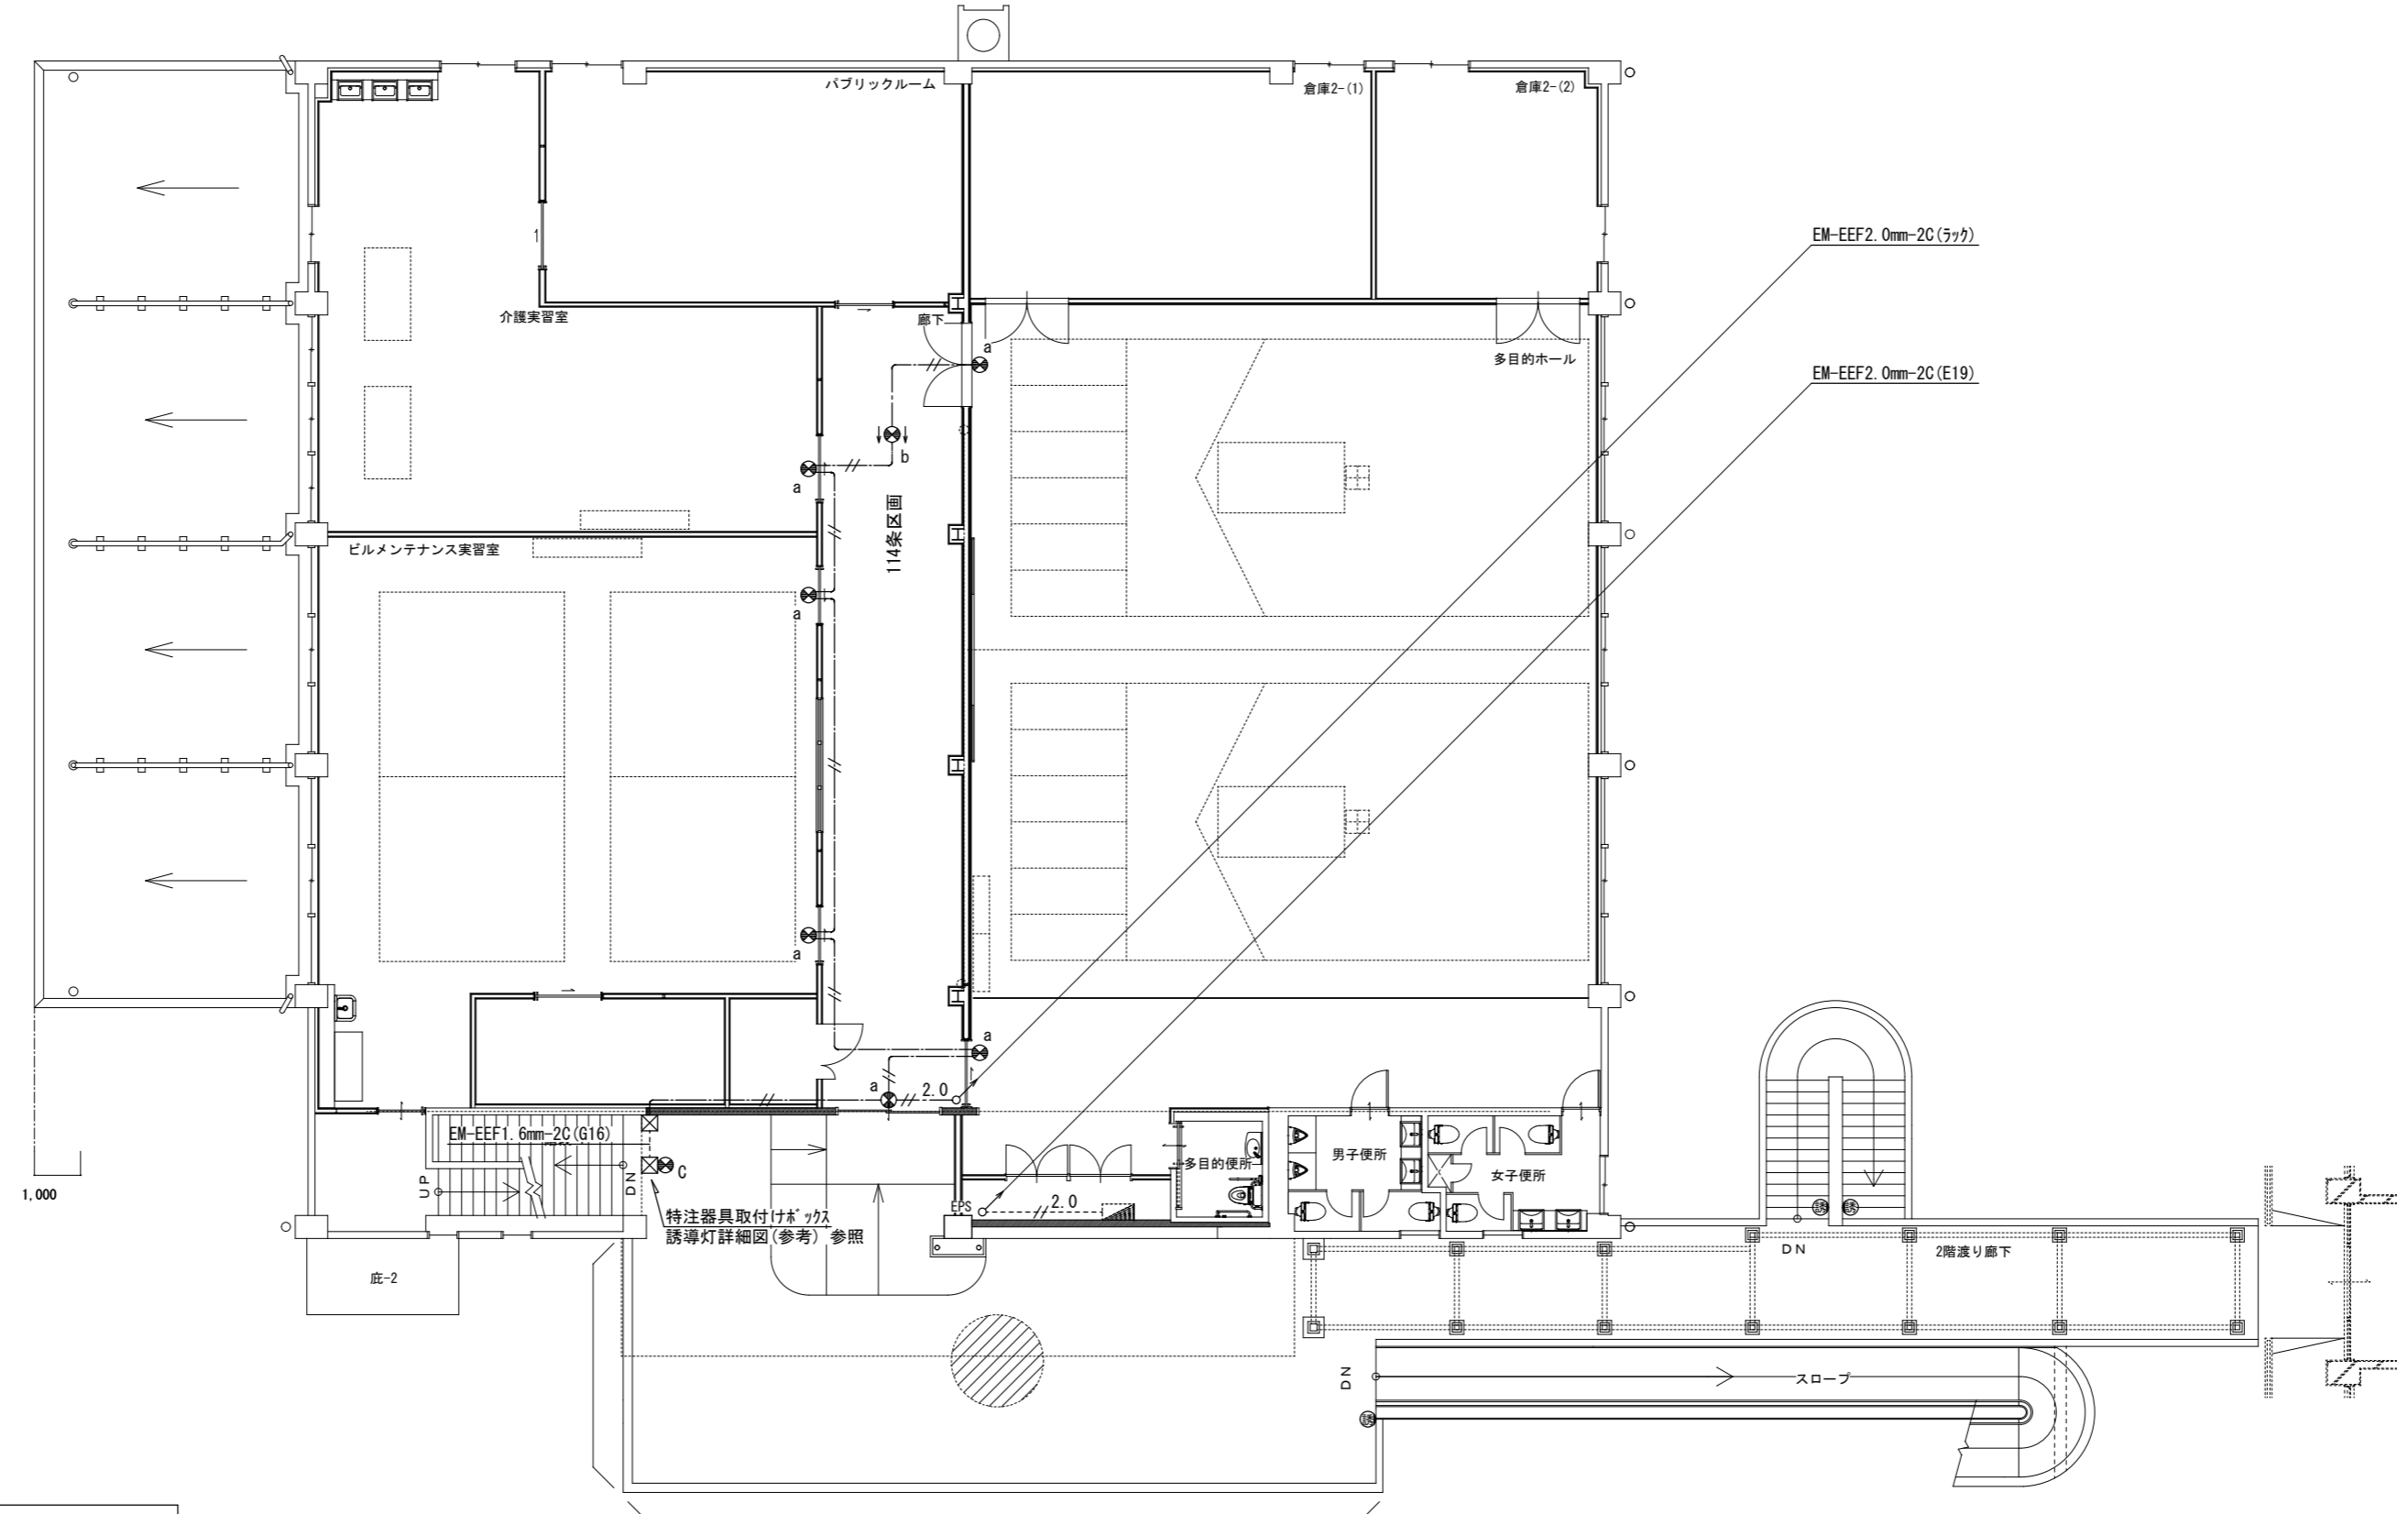 パブリックルーム
倉庫2-(1)
倉庫2-(2)
EM-EEF2.0mm-2C(ラック)
介護実習室
廊下
a
多目的ホール
EM-EEF2.0mm-2C(E19)
b
a
114条区画
ビルメンテナンス実習室
a
a
a
a
2.0
EM-EEF1.6mm-2C(G16)
UP
DN
C
特注器具取付けボックス
誘導灯詳細図(参考) 参照
EPS
2.0
多目的便所
男子便所
女子便所
1,000
庇-2
誘
誘
DN
2階渡り廊下
DN
スロープ
誘